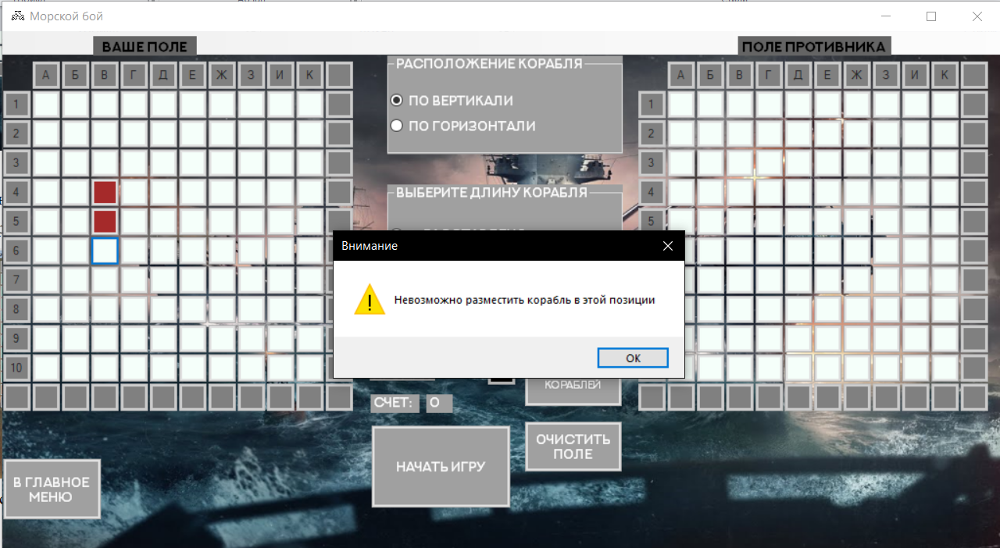 Морской бой
ВАШЕ ПОЛЕ
ПОЛЕ ПРОТИВНИКА
РАСПОЛОЖЕНИЕ КОРАБЛЯ
А Б В Г Д Е Ж З И К
А Б В Г Д Е Ж З И К
ПО ВЕРТИКАЛИ
ПО ГОРИЗОНТАЛИ
1
2
3
4
5
6
7
8
9
10
1
2
3
4
5
ВЫБЕРИТЕ ДЛИНУ КОРАБЛЯ
Внимание
Невозможно разместить корабль в этой позиции
OK
КОРАБЛЕЙ
СЧЕТ: 0
НАЧАТЬ ИГРУ
ОЧИСТИТЬ
ПОЛЕ
В ГЛАВНОЕ
МЕНЮ